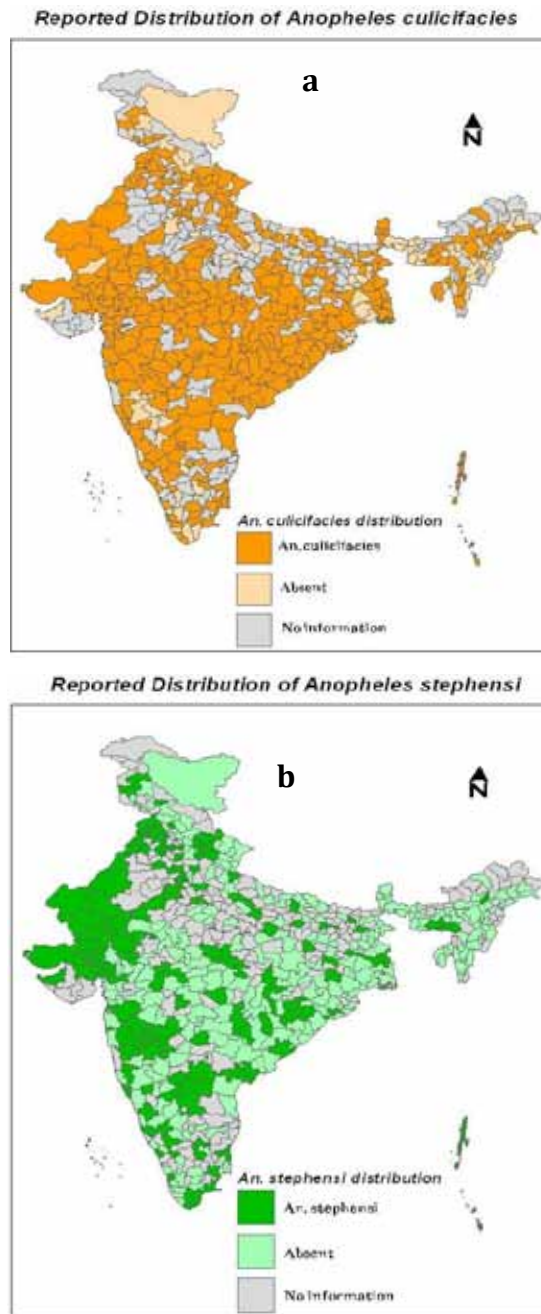 Reported Distribution of Anopheles culicifacies
a
N
An. culicifacies distribution
An. culicifacies
Absent
No information
Reported Distribution of Anopheles stephensi
b
N
An. stephensi distribution
An. stephensi
Absent
No information